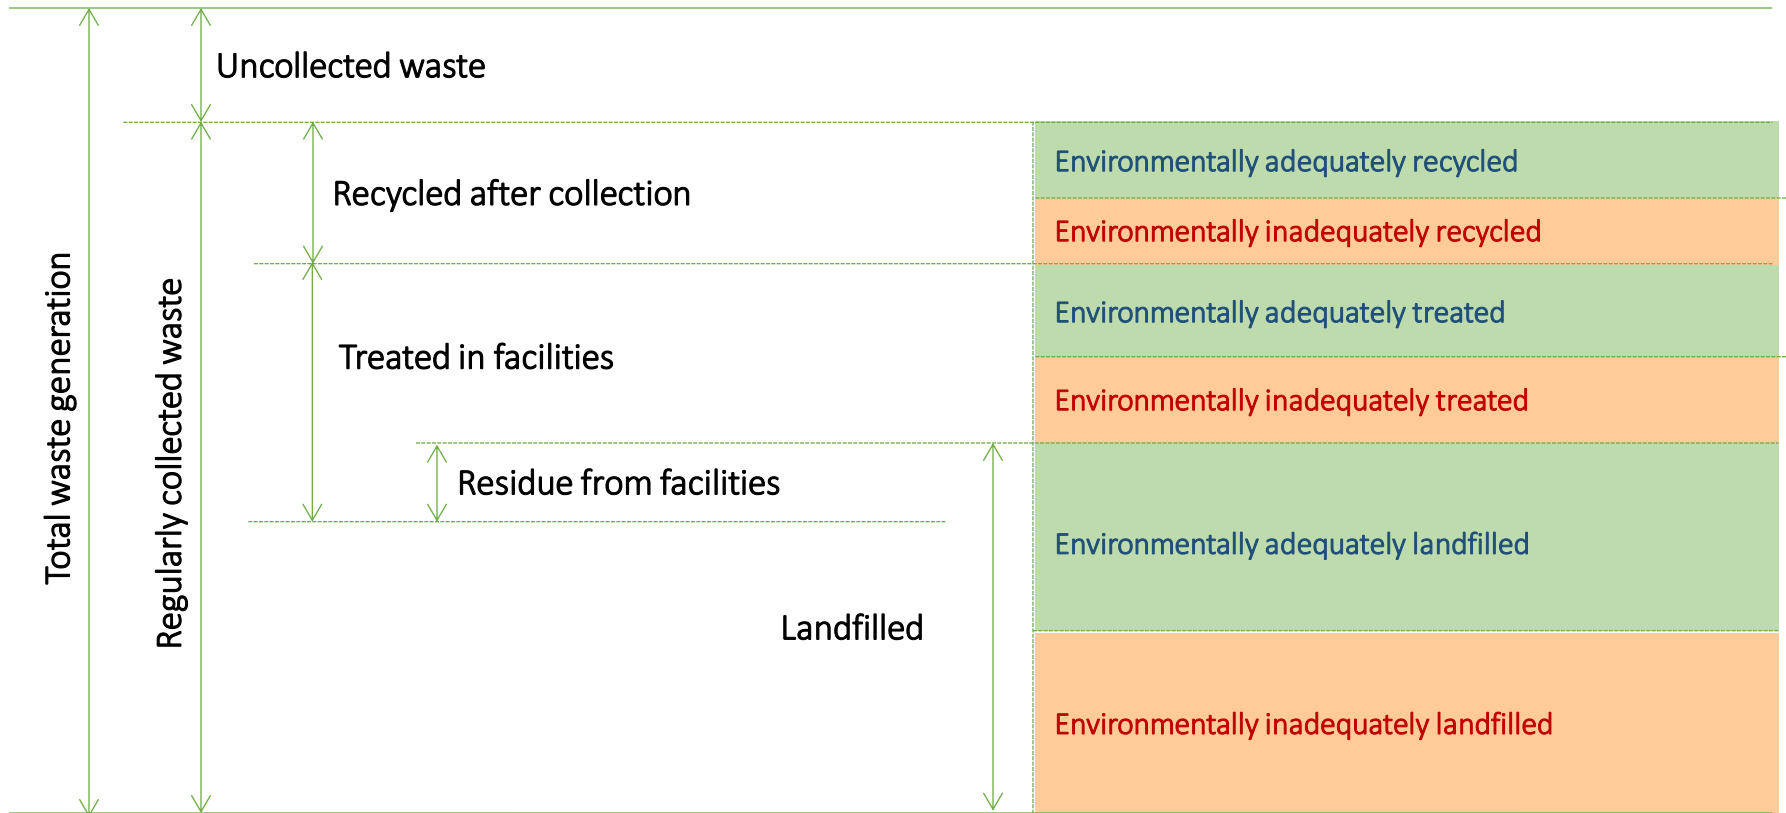 Total waste generation
Regularly collected waste
Uncollected waste
Recycled after collection
Treated in facilities
Residue from facilities
Landfilled
Environmentally adequately recycled
Environmentally inadequately recycled
Environmentally adequately treated
Environmentally inadequately treated
Environmentally adequately landfilled
Environmentally inadequately landfilled